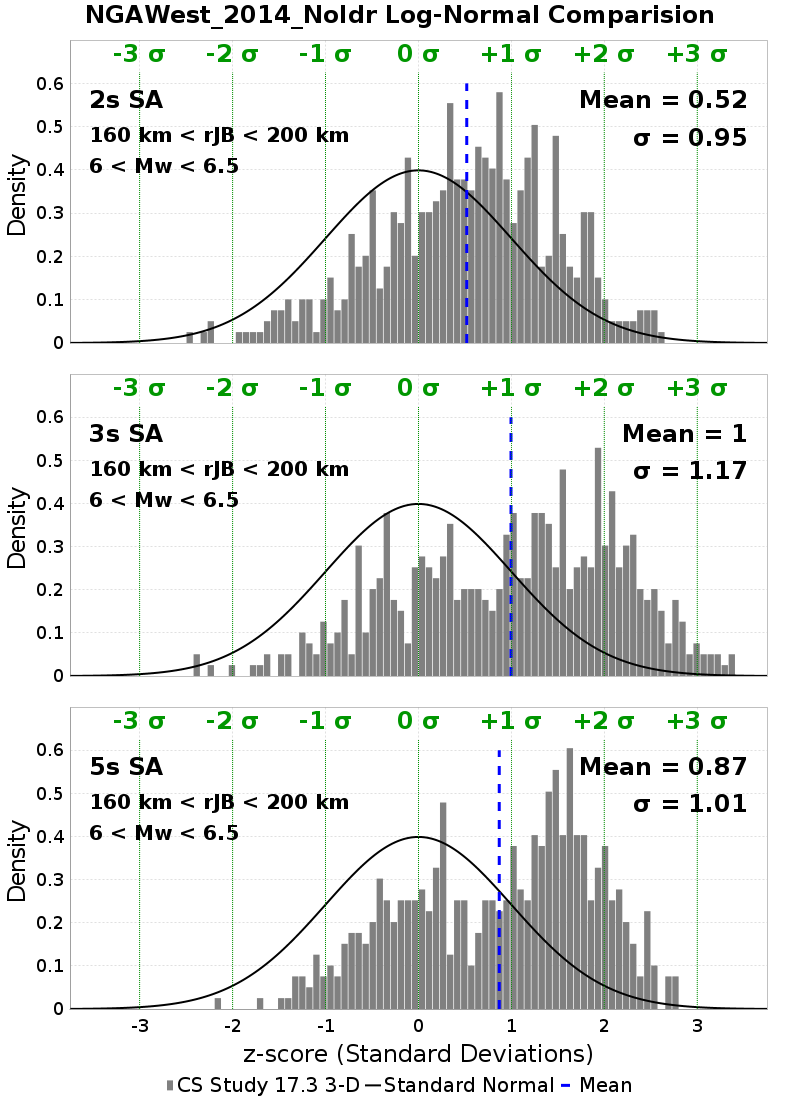 NGAWest_2014_NoIdr Log-Normal Comparision
-3 σ -2 σ -1 σ 0 σ +1 σ +2 σ +3 σ
0.6
2s SA Mean = 0.52
0.5
160 km < rJB < 200 km σ = 0.95
0.4
6 < Mw < 6.5
0.3
0.2
0.1
0
Density
-3 σ -2 σ -1 σ 0 σ +1 σ +2 σ +3 σ
0.6
3s SA Mean = 1
0.5
160 km < rJB < 200 km σ = 1.17
0.4
6 < Mw < 6.5
0.3
0.2
0.1
0
Density
-3 σ -2 σ -1 σ 0 σ +1 σ +2 σ +3 σ
0.6
5s SA Mean = 0.87
0.5
160 km < rJB < 200 km σ = 1.01
0.4
6 < Mw < 6.5
0.3
0.2
0.1
0
Density
-3 -2 -1 0 1 2 3
z-score (Standard Deviations)
CS Study 17.3 3-D Standard Normal Mean